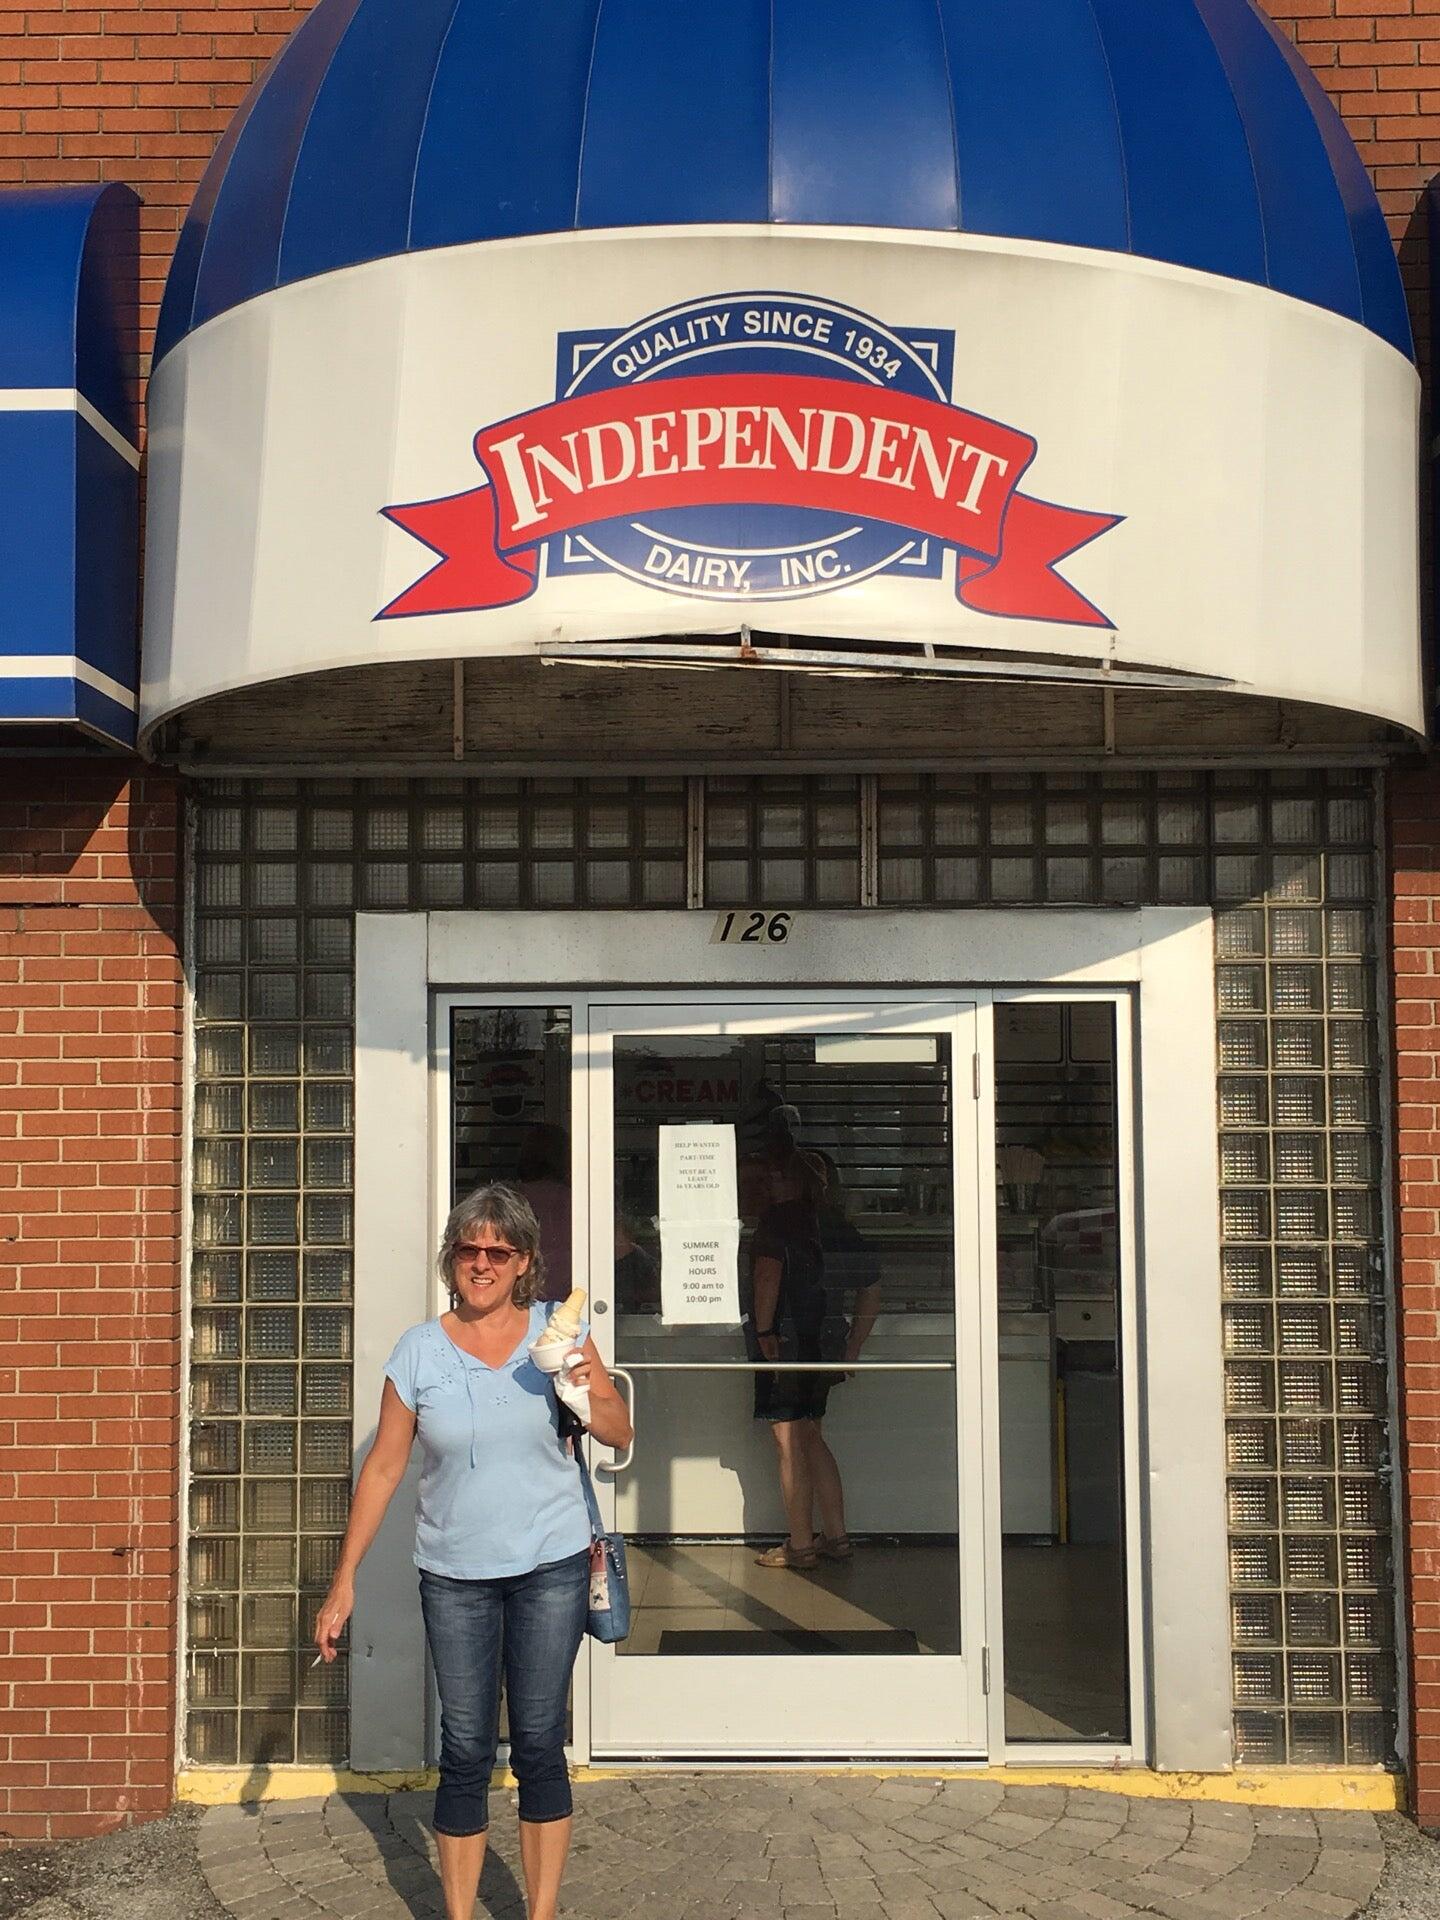 QUALITY SINCE 1934
INDEPENDENT
DAIRY, INC.
126
CREAM
HELP WANTED
PART-TIME
MUST BE AT
LEAST
16 YEARS OLD
SUMMER
STORE
HOURS
9:00 am to
10:00 pm